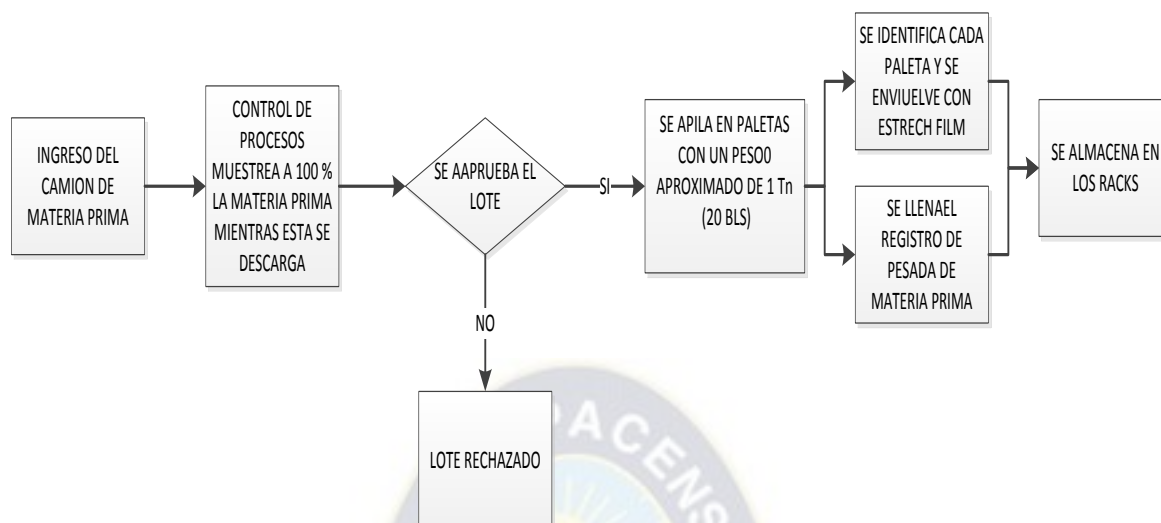 INGRESO DEL
CAMION DE
MATERIA PRIMA
CONTROL DE
PROCESOS
MUESTREA A 100 %
LA MATERIA PRIMA
MIENTRAS ESTA SE
DESCARGA
SE AAPRUEBA EL
LOTE
SI
NO
LOTE RECHAZADO
SE APILA EN PALETAS
CON UN PESO0
APROXIMADO DE 1 Tn
(20 BLS)
SE IDENTIFICA CADA
PALETA Y SE
ENVIUELVE CON
ESTRECH FILM
SE LLENAEL
REGISTRO DE
PESADA DE
MATERIA PRIMA
SE ALMACENA EN
LOS RACKS